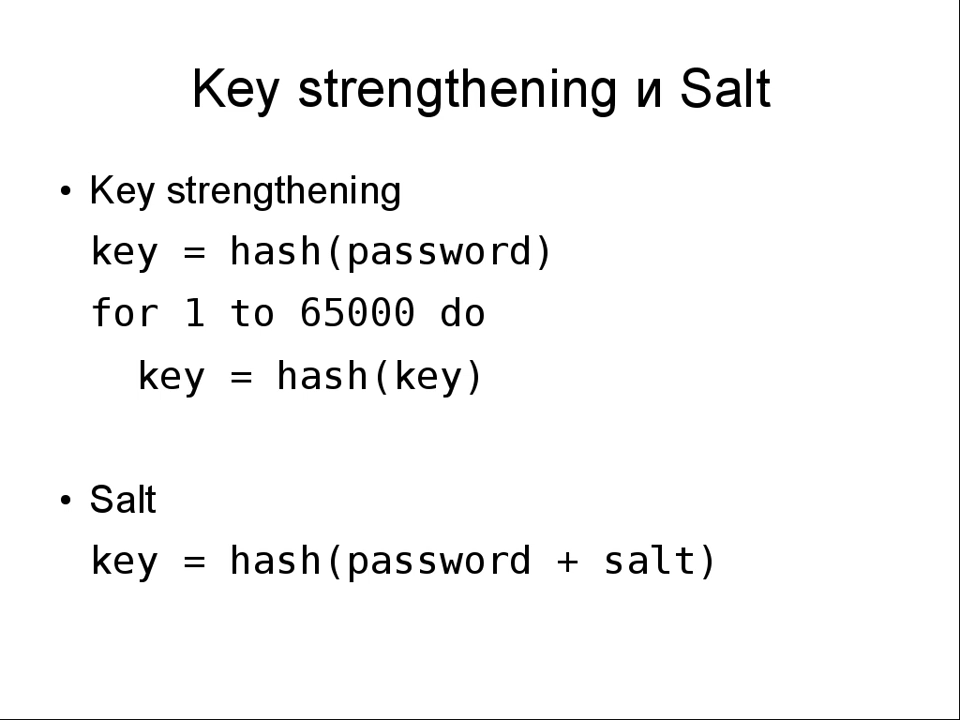 Key strengthening и Salt
• Key strengthening
key = hash(password)
for 1 to 65000 do
key = hash(key)
• Salt
key = hash(password + salt)